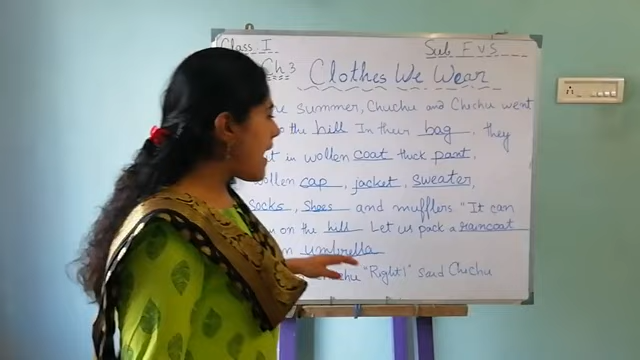 Class I
Sub EVS
Ch 3
Clothes We Wear
summer, Chuchu and Chichu went
to the hill In their bag, they
in wollen coat thick pant,
wollen cap, jacket, sweater,
socks, shoes and mufflers "It can
on the hill Let us pack a raincoat
umbrella
"Right!" said Chichu